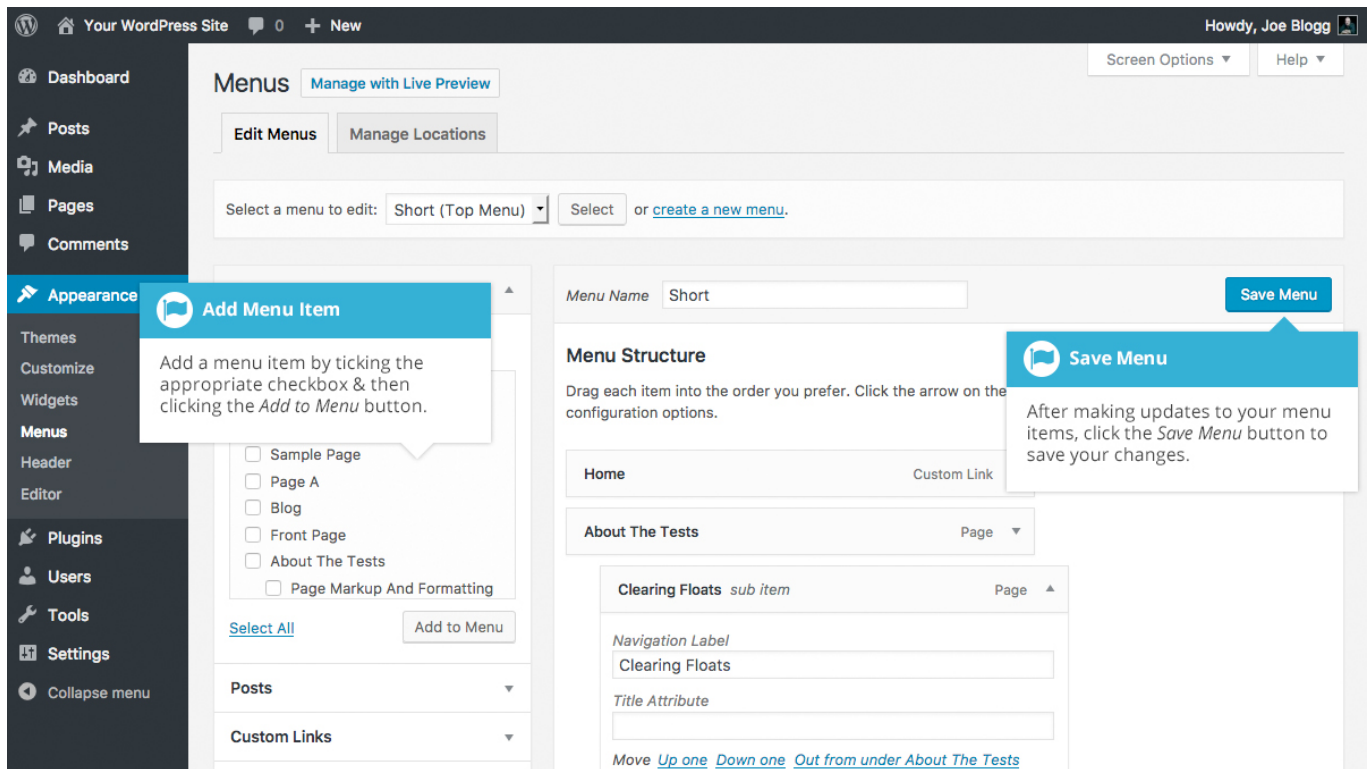 Your WordPress Site 0 New Howdy, Joe Blogg
Screen Options Help
Dashboard
Posts
Media
Pages
Comments
Appearance
Themes
Customize
Widgets
Menus
Header
Editor
Plugins
Users
Tools
Settings
Collapse menu
Menus Manage with Live Preview
Edit Menus Manage Locations
Select a menu to edit: Short (Top Menu) Select or create a new menu.
Add Menu Item
Add a menu item by ticking the
appropriate checkbox & then
clicking the Add to Menu button.
Sample Page
Page A
Blog
Front Page
About The Tests
Page Markup And Formatting
Select All Add to Menu
Posts
Custom Links
Menu Name Short Save Menu
Menu Structure
Drag each item into the order you prefer. Click the arrow on the
configuration options.
Save Menu
After making updates to your menu
items, click the Save Menu button to
save your changes.
Home Custom Link
About The Tests Page
Clearing Floats sub item Page
Navigation Label
Clearing Floats
Title Attribute
Move Up one Down one Out from under About The Tests